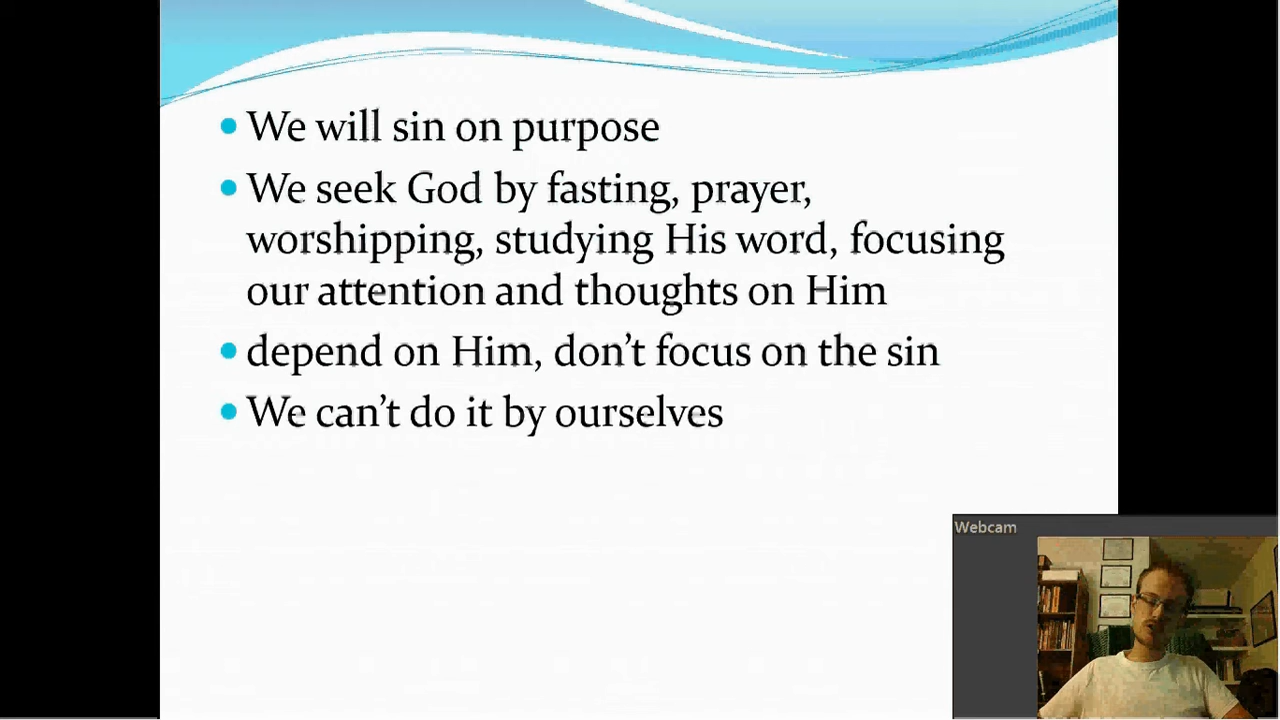 We will sin on purpose
We seek God by fasting, prayer,
worshipping, studying His word, focusing
our attention and thoughts on Him
depend on Him, don’t focus on the sin
We can’t do it by ourselves
Webcam